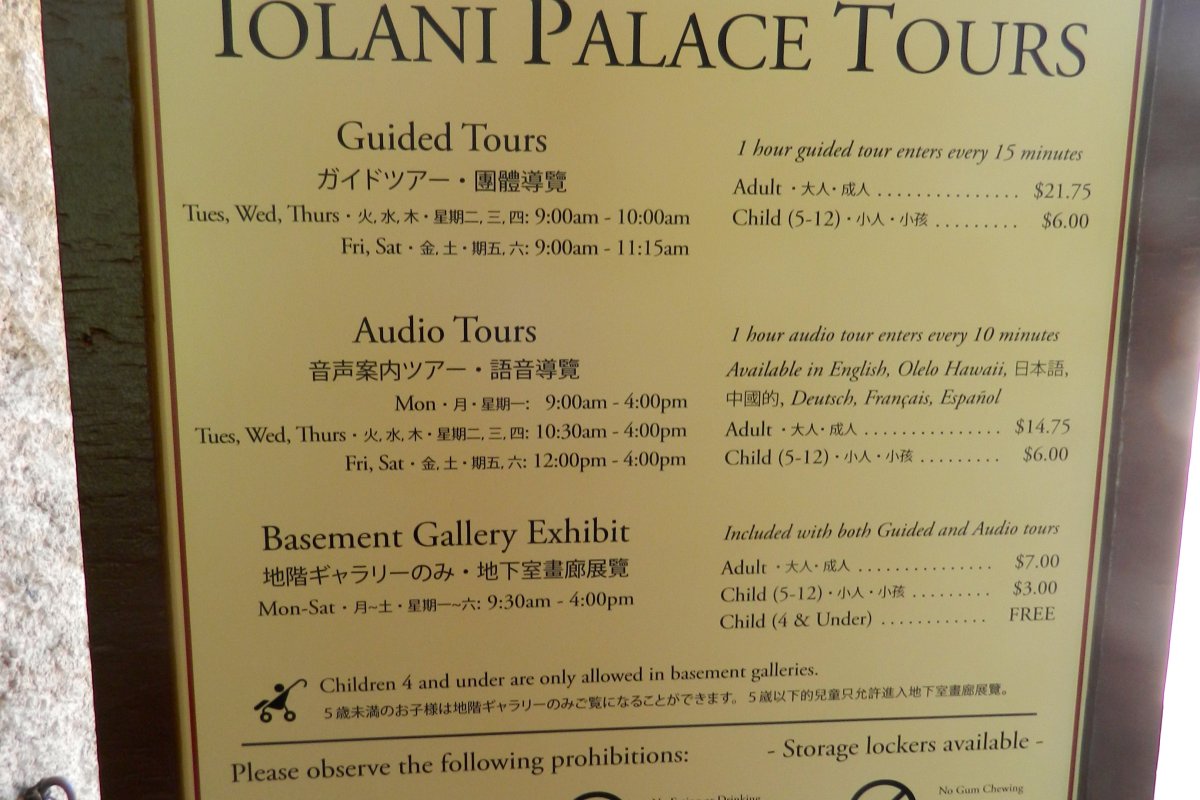 IOLANI PALACE TOURS
Guided Tours
ガイドツアー・團體導覽
Tues, Wed, Thurs・火, 水, 木・星期二, 三, 四: 9:00am - 10:00am
Fri, Sat・金, 土・期五, 六: 9:00am - 11:15am
1 hour guided tour enters every 15 minutes
Adult・大人・成人 ............... $21.75
Child (5-12)・小人・小孩 ......... $6.00
Audio Tours
音声案内ツアー・語音導覽
Mon・月・星期一: 9:00am - 4:00pm
Tues, Wed, Thurs・火, 水, 木・星期二, 三, 四: 10:30am - 4:00pm
Fri, Sat・金, 土・期五, 六: 12:00pm - 4:00pm
1 hour audio tour enters every 10 minutes
Available in English, Olelo Hawaii, 日本語,
中國的, Deutsch, Français, Español
Adult・大人・成人 ............... $14.75
Child (5-12)・小人・小孩 ......... $6.00
Basement Gallery Exhibit
地階ギャラリーのみ・地下室畫廊展覽
Mon-Sat・月~土・星期一~六: 9:30am - 4:00pm
Included with both Guided and Audio tours
Adult・大人・成人 ............... $7.00
Child (5-12)・小人・小孩 ......... $3.00
Child (4 & Under) ............ FREE
Children 4 and under are only allowed in basement galleries.
5歳未満のお子様は地階ギャラリーのみご覧になることができます。 5歲以下的兒童只允許進入地下室畫廊展覽。
Please observe the following prohibitions:
- Storage lockers available -
No Gum Chewing